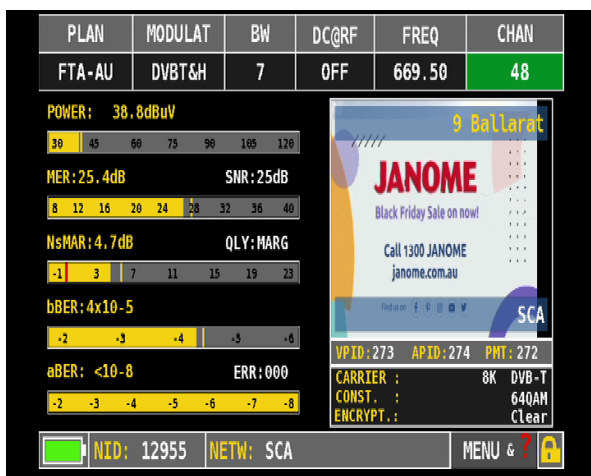 PLAN MODULAT BW DC@RF FREQ CHAN
FTA-AU DVBT&H 7 OFF 669.50 48
POWER: 38.8dBuV
30 45 60 75 90 105 120
MER:25.4dB SNR:25dB
8 12 16 20 24 28 32 36 40
NsMAR:4.7dB QLY:MARG
-1 3 7 11 15 19 23
bBER:4x10-5
-2 -3 -4 -5 -6
aBER: <10-8 ERR:000
-2 -3 -4 -5 -6 -7 -8
9 Ballarat
JANOME
Black Friday Sale on now!
Call 1300 JANOME
janome.com.au
Find us on
SCA
VPID:273 APID:274 PMT:272
CARRIER : 8K DVB-T
CONST. : 64QAM
ENCRYPT.: Clear
NID: 12955 NETW: SCA MENU & ?